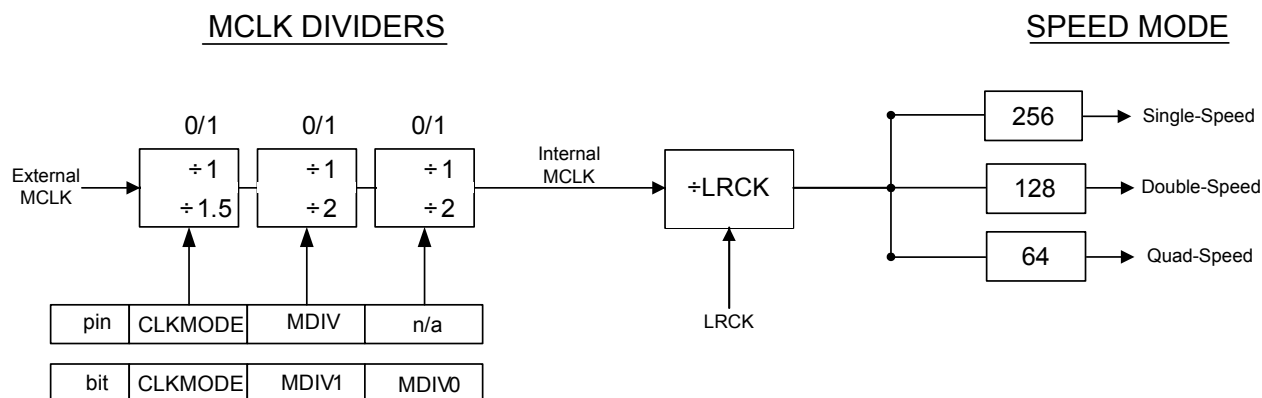 MCLK DIVIDERS
SPEED MODE
0/1 0/1 0/1
External
MCLK
÷1
÷1.5
÷1
÷2
÷1
÷2
Internal
MCLK
÷LRCK
LRCK
256
Single-Speed
128
Double-Speed
64
Quad-Speed
pin CLKMODE MDIV n/a
bit CLKMODE MDIV1 MDIV0